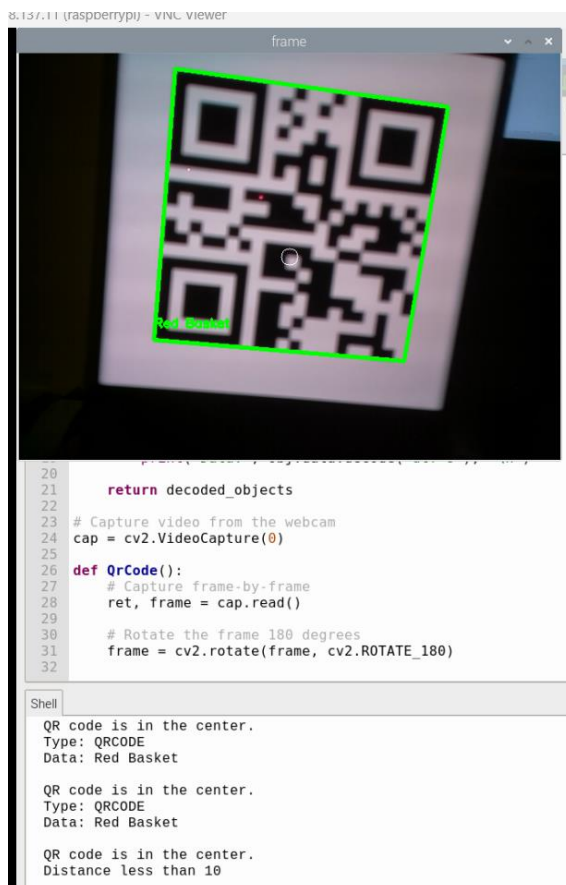 8.137.11 (raspberrypi) - VNC Viewer
frame
Red Basket
20
21 return decoded_objects
22
23 # Capture video from the webcam
24 cap = cv2.VideoCapture(0)
25
26 def QrCode():
27 # Capture frame-by-frame
28 ret, frame = cap.read()
29
30 # Rotate the frame 180 degrees
31 frame = cv2.rotate(frame, cv2.ROTATE_180)
32
Shell
QR code is in the center.
Type: QRCODE
Data: Red Basket
QR code is in the center.
Type: QRCODE
Data: Red Basket
QR code is in the center.
Distance less than 10